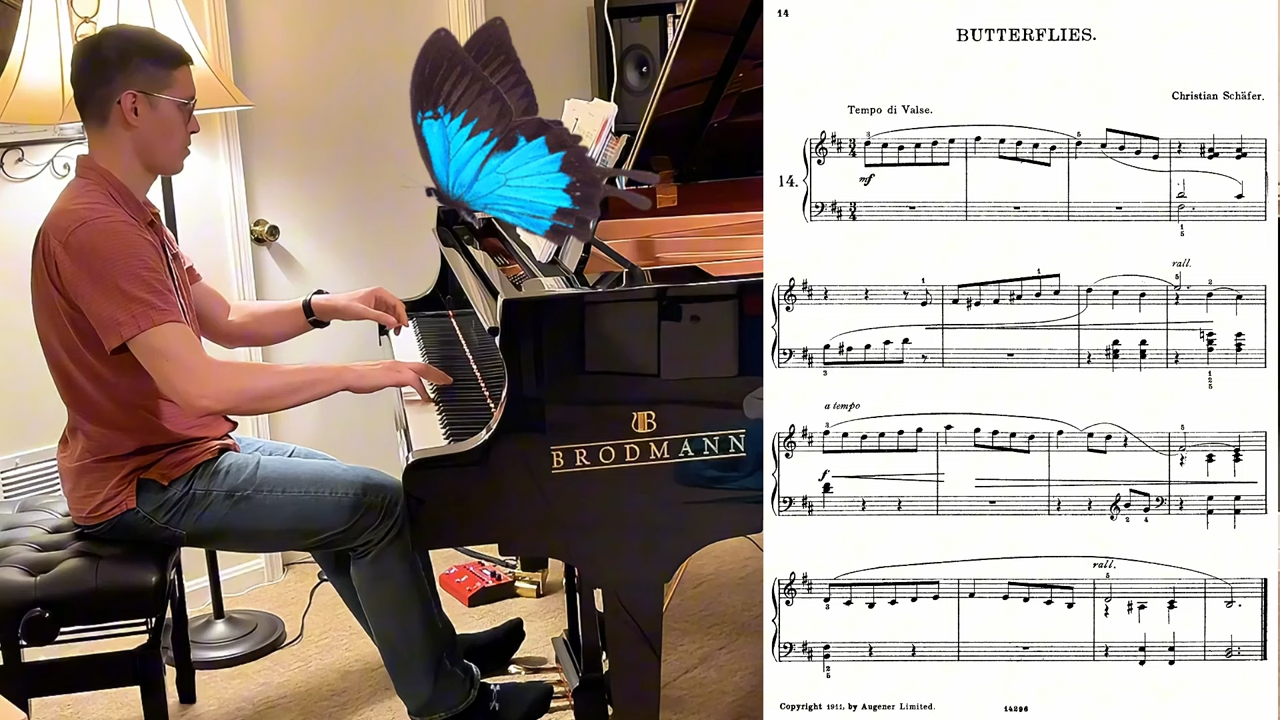 BRODMANN
14
BUTTERFLIES.
Christian Schäfer.
Tempo di Valse.
14.
mf
rall.
a tempo
f
rall.
Copyright 1911, by Augener Limited.
14296